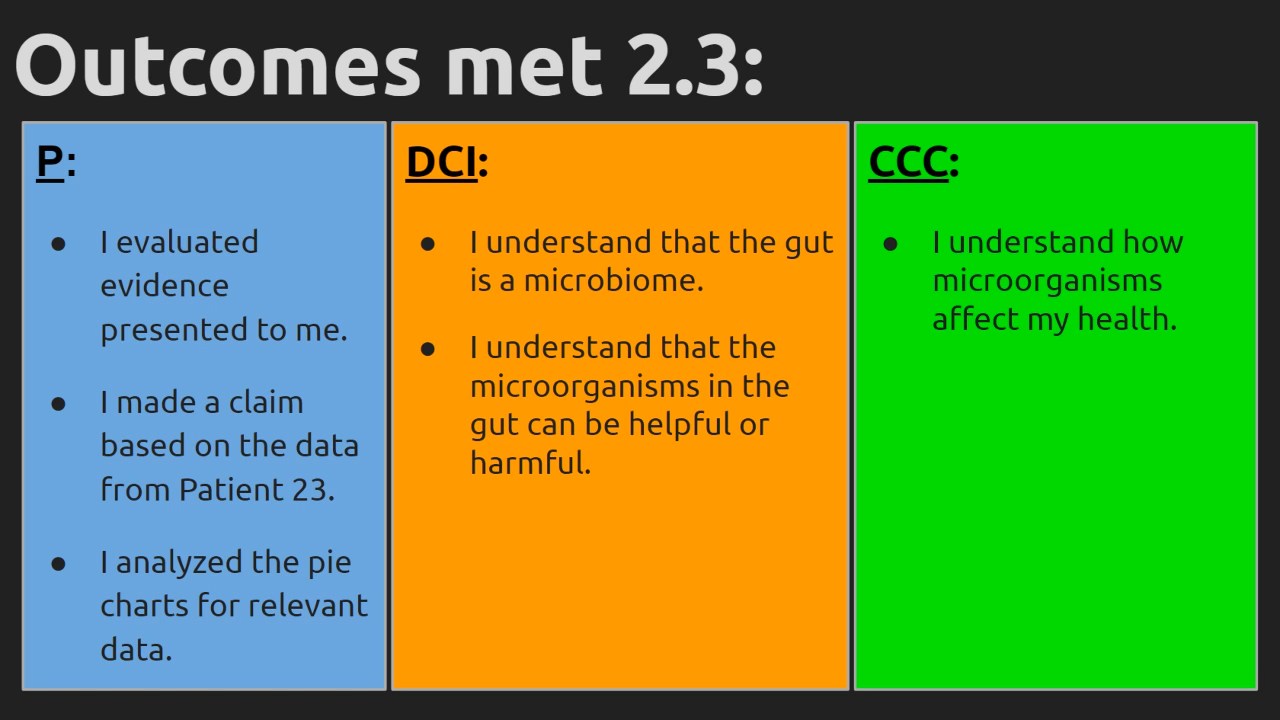 Outcomes met 2.3:
P:
● I evaluated
evidence
presented to me.
● I made a claim
based on the data
from Patient 23.
● I analyzed the pie
charts for relevant
data.
DCI:
● I understand that the gut
is a microbiome.
● I understand that the
microorganisms in the
gut can be helpful or
harmful.
CCC:
● I understand how
microorganisms
affect my health.